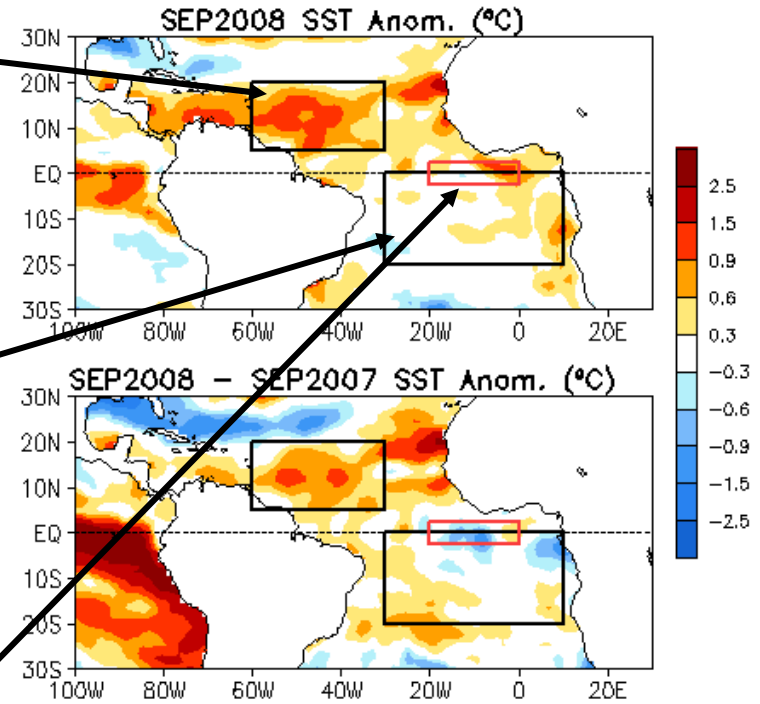 SEP2008 SST Anom. (ºC)
30N
20N
10N
EQ
10S
20S
30S
100W 80W 60W 40W 20W 0 20E
2.5
1.5
0.9
0.6
0.3
−0.3
−0.6
−0.9
−1.5
−2.5
SEP2008 − SEP2007 SST Anom. (ºC)
30N
20N
10N
EQ
10S
20S
30S
100W 80W 60W 40W 20W 0 20E